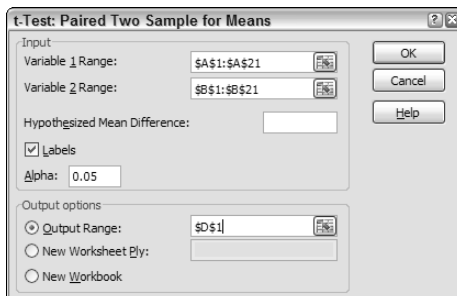 t-Test: Paired Two Sample for Means
Input
Variable 1 Range: $A$1:$A$21
Variable 2 Range: $B$1:$B$21
Hypothesized Mean Difference:
Labels
Alpha: 0.05
Output options
Output Range: $D$1
New Worksheet Ply:
New Workbook
OK
Cancel
Help